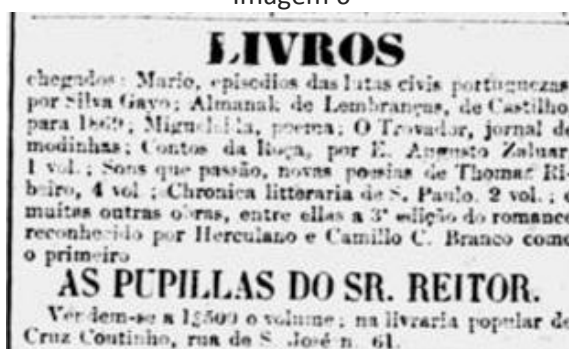 LIVROS
chegados: Mario, episodios das lutas civis portuguezas
por Silva Gayo; Almanak de Lembranças, de Castilho
para 1869; poema; O Trovador, jornal de
modinhas; Contos da Roça, por E. Augusto Zaluar
1 vol.; Sons que passão, novas poesias de Thomaz Ri-
beiro, 4 vol.; Chronica litteraria de S. Paulo. 2 vol.; e
muitas outras obras, entre ellas a 3ª edição do romance
reconhecido por Herculano e Camillo C. Branco como
o primeiro
AS PUPILLAS DO SR. REITOR.
Vendem-se a 1$500 o volume; na livraria popular de
Cruz Coutinho, rua de S. José n. 61.